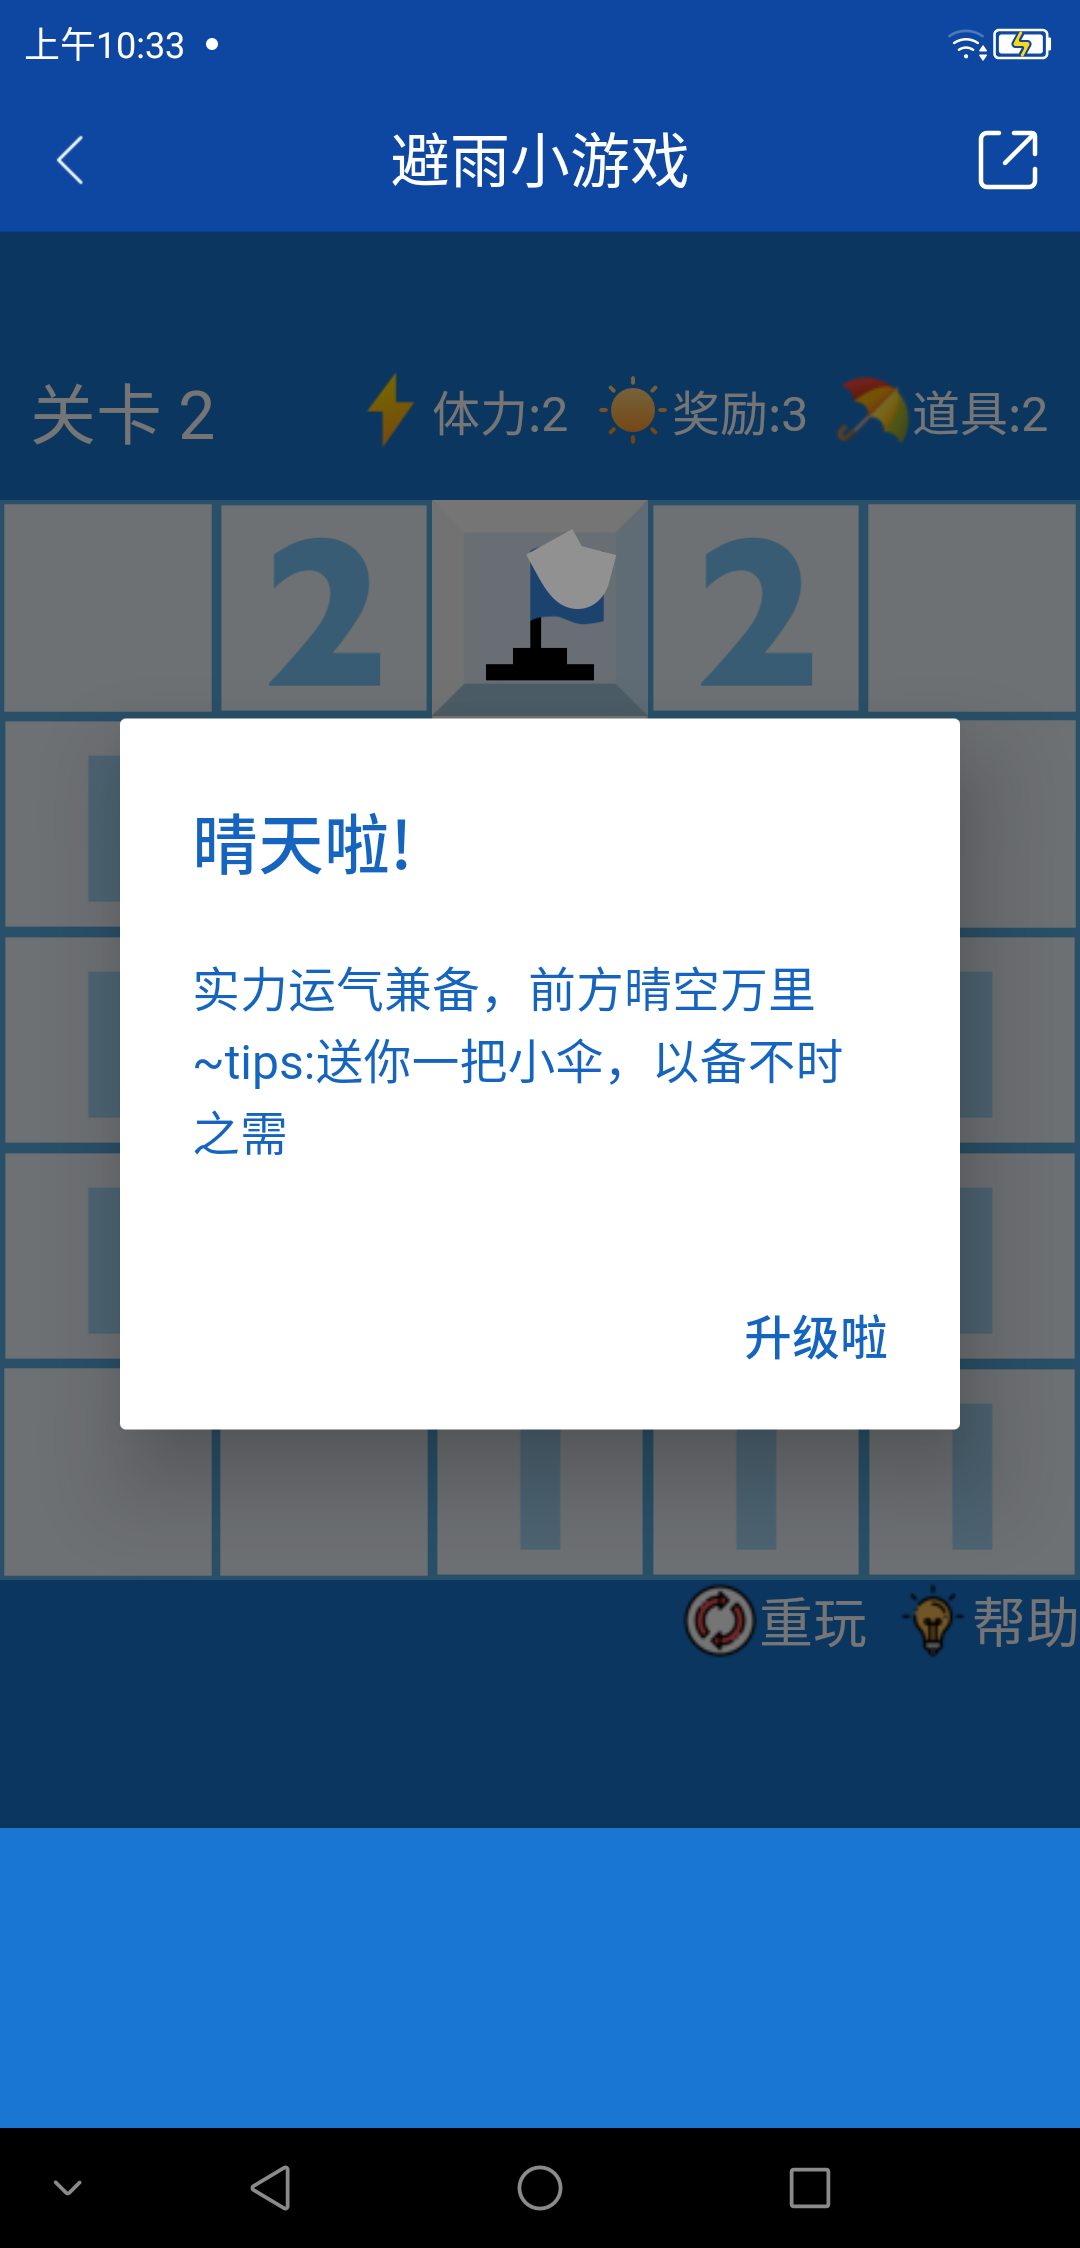 上午10:33
避雨小游戏
关卡 2 体力:2 奖励:3 道具:2
2 2
晴天啦!
实力运气兼备，前方晴空万里
~tips:送你一把小伞，以备不时
之需
升级啦
重玩 帮助